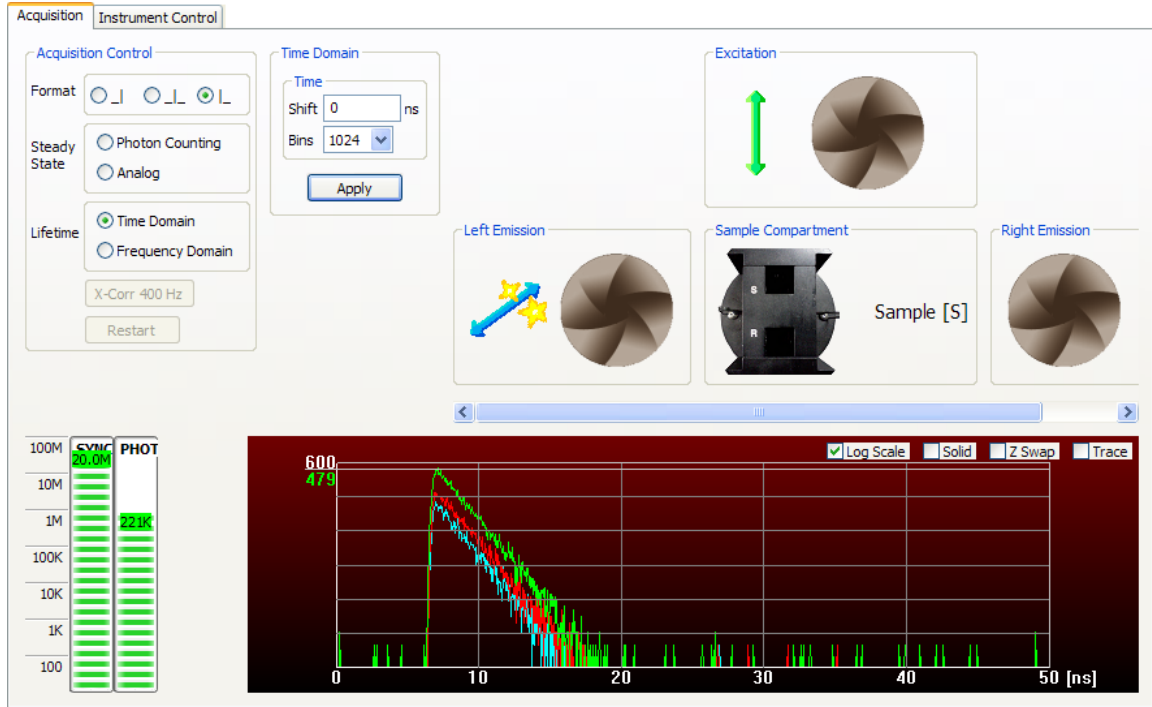 Acquisition Instrument Control
Acquisition Control
Format _| _|_ |_
Steady State
Photon Counting
Analog
Lifetime
Time Domain
Frequency Domain
X-Corr 400 Hz
Restart
Time Domain
Time
Shift 0 ns
Bins 1024
Apply
Excitation
Left Emission
Sample Compartment
S
R
Sample [S]
Right Emission
100M
10M
1M
100K
10K
1K
100
SYNC PHOT
20.0M
221K
Log Scale Solid Z Swap Trace
600
479
0 10 20 30 40 50 [ns]